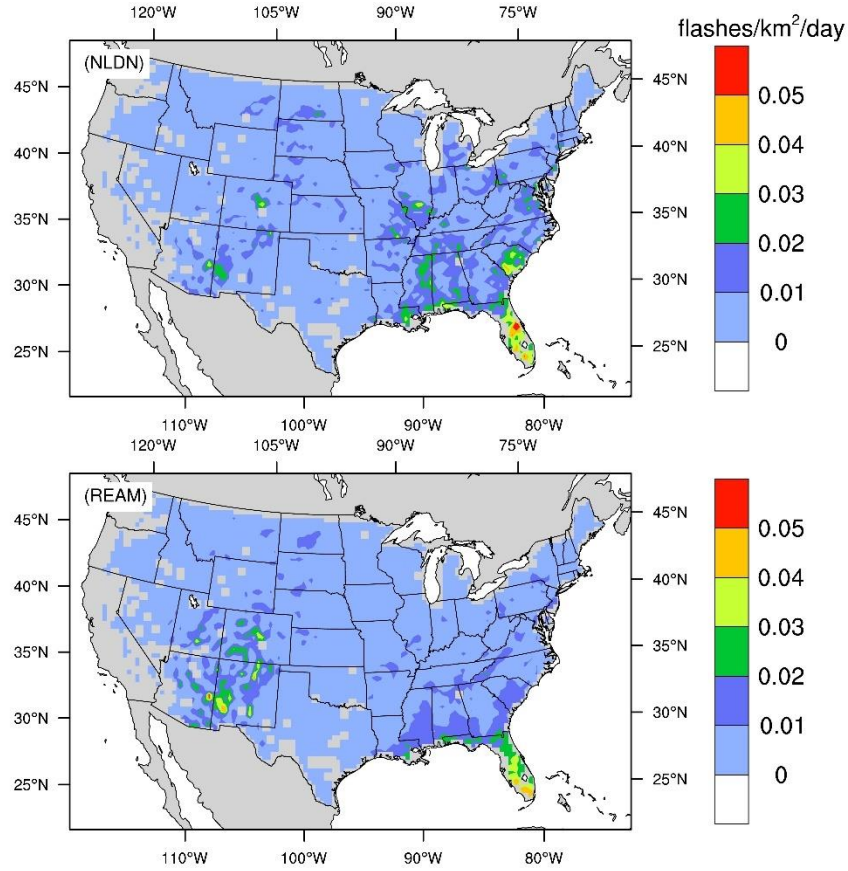 120°W 105°W 90°W 75°W
flashes/km²/day
(NLDN)
45°N 45°N
0.05
40°N 40°N
0.04
35°N 35°N
0.03
0.02
30°N 30°N
0.01
25°N 25°N
0
110°W 100°W 90°W 80°W
120°W 105°W 90°W 75°W
(REAM)
45°N 45°N
0.05
40°N 40°N
0.04
35°N 35°N
0.03
0.02
30°N 30°N
0.01
25°N 25°N
0
110°W 100°W 90°W 80°W